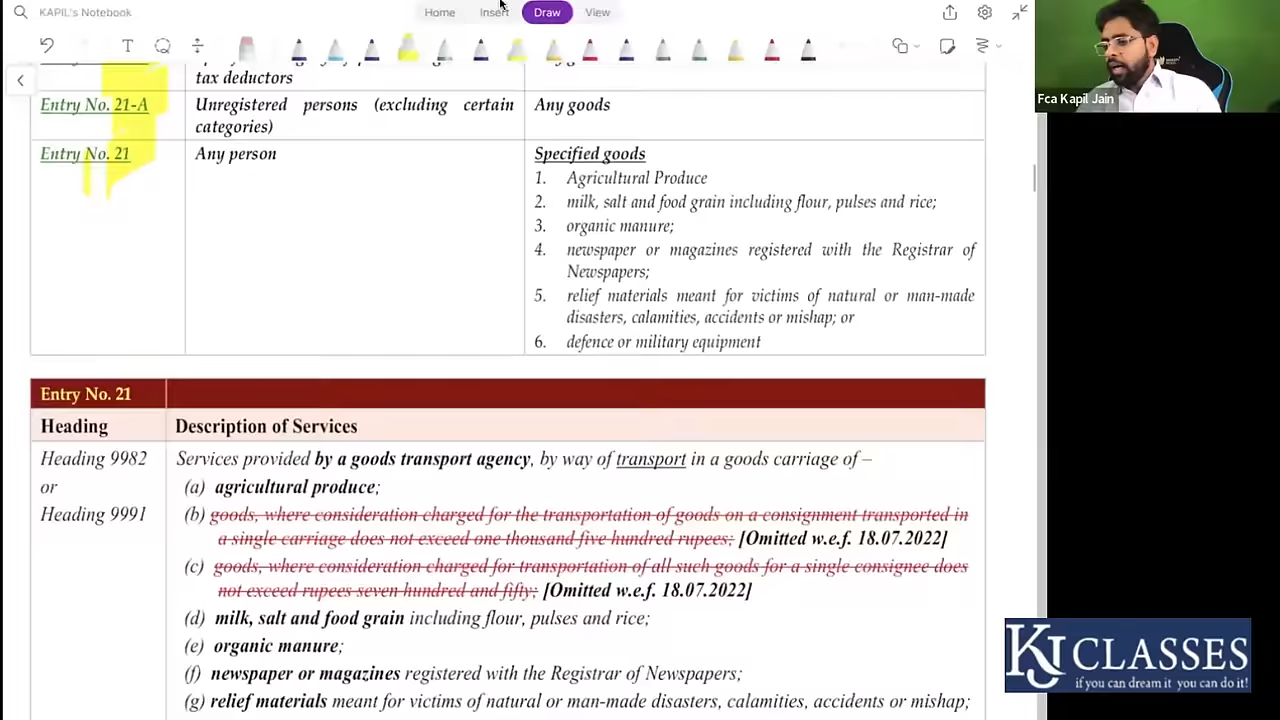 KAPIL's Notebook
Home Insert Draw View
tax deductors
Entry No. 21-A Unregistered persons (excluding certain Any goods
categories)
Entry No. 21 Any person Specified goods
1. Agricultural Produce
2. milk, salt and food grain including flour, pulses and rice;
3. organic manure;
4. newspaper or magazines registered with the Registrar of
Newspapers;
5. relief materials meant for victims of natural or man-made
disasters, calamities, accidents or mishap; or
6. defence or military equipment
Entry No. 21
Heading Description of Services
Heading 9982 Services provided by a goods transport agency, by way of transport in a goods carriage of –
or (a) agricultural produce;
Heading 9991 (b) goods, where consideration charged for the transportation of goods on a consignment transported in
a single carriage does not exceed one thousand five hundred rupees; [Omitted w.e.f. 18.07.2022]
(c) goods, where consideration charged for transportation of all such goods for a single consignee does
not exceed rupees seven hundred and fifty; [Omitted w.e.f. 18.07.2022]
(d) milk, salt and food grain including flour, pulses and rice;
(e) organic manure;
(f) newspaper or magazines registered with the Registrar of Newspapers;
(g) relief materials meant for victims of natural or man-made disasters, calamities, accidents or mishap;
Fca Kapil Jain
KJ CLASSES
if you can dream it you can do it!